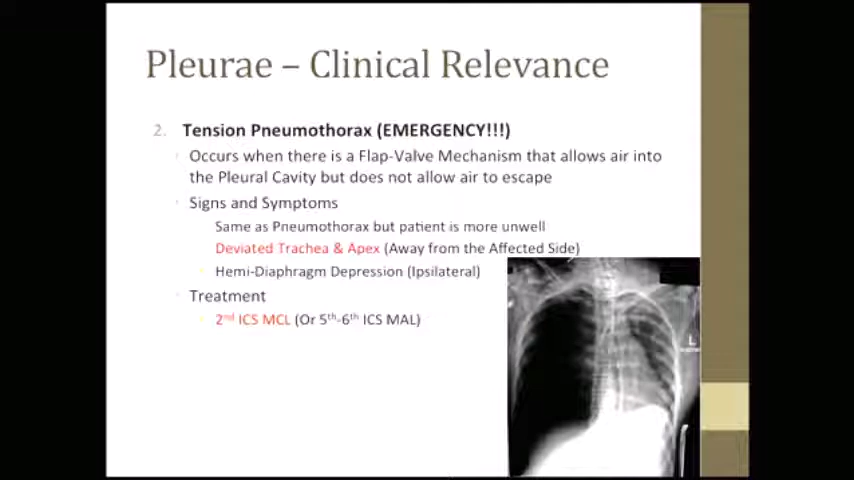 Pleurae – Clinical Relevance
2. Tension Pneumothorax (EMERGENCY!!!)
Occurs when there is a Flap-Valve Mechanism that allows air into
the Pleural Cavity but does not allow air to escape
Signs and Symptoms
Same as Pneumothorax but patient is more unwell
Deviated Trachea & Apex (Away from the Affected Side)
Hemi-Diaphragm Depression (Ipsilateral)
Treatment
2nd ICS MCL (Or 5th-6th ICS MAL)
L